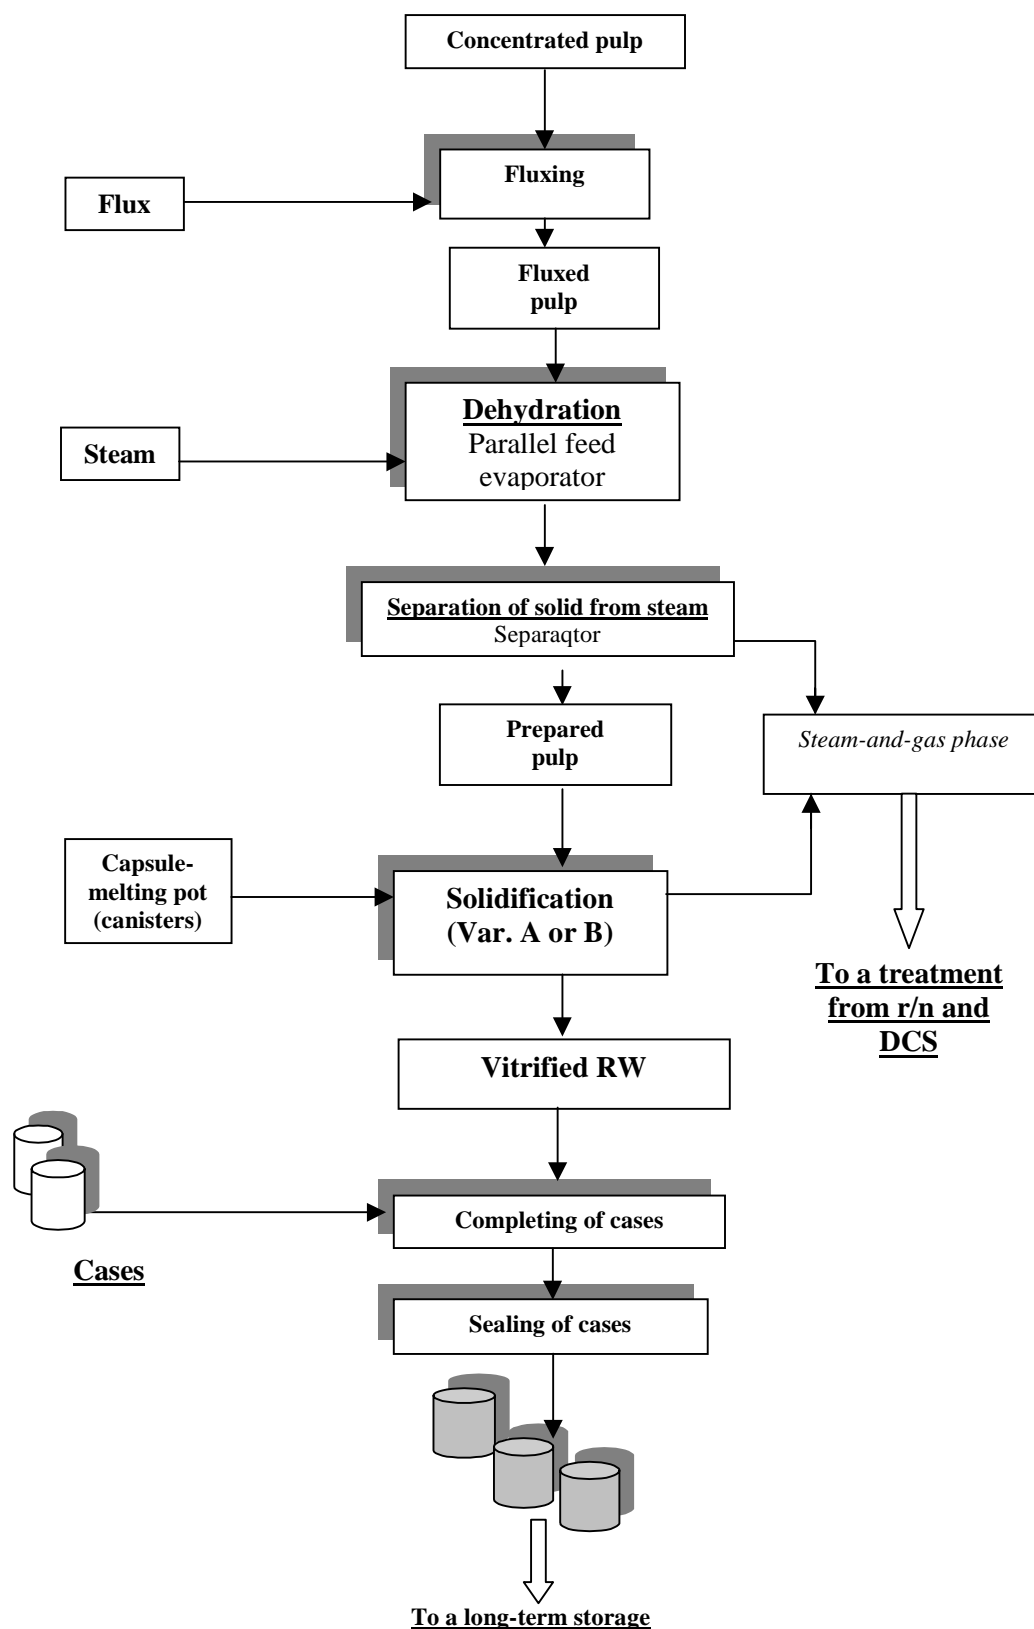 Concentrated pulp
Fluxing
Flux
Fluxed
pulp
Dehydration
Parallel feed
evaporator
Steam
Separation of solid from steam
Separaqtor
Prepared
pulp
Steam-and-gas phase
Capsule-
melting pot
(canisters)
Solidification
(Var. A or B)
To a treatment
from r/n and
DCS
Vitrified RW
Completing of cases
Cases
Sealing of cases
To a long-term storage